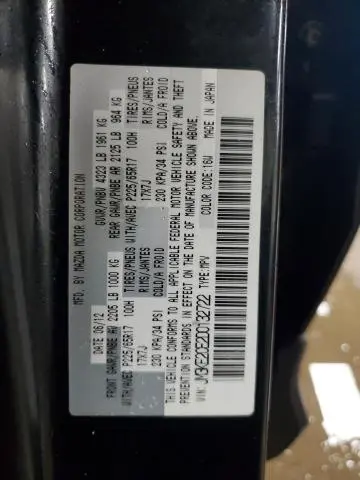 MFD. BY MAZDA MOTOR CORPORATION
DATE 06/12 GVWR/PNBV 4323 LB 1961 KG
FRONT GAWR/PNBE AV 2205 LB 1000 KG REAR GAWR/PNBE AR 2125 LB 964 KG
WITH/AVEC P225/65R17 100H TIRES/PNEUS WITH/AVEC P225/65R17 100H TIRES/PNEUS
17X7J RIMS/JANTES 17X7J RIMS/JANTES
230 KPA/34 PSI COLD/A FROID 230 KPA/34 PSI COLD/A FROID
THIS VEHICLE CONFORMS TO ALL APPLICABLE FEDERAL MOTOR VEHICLE SAFETY AND THEFT
PREVENTION STANDARDS IN EFFECT ON THE DATE OF MANUFACTURE SHOWN ABOVE.
16W MADE IN JAPAN
VIN: TYPE:MPV